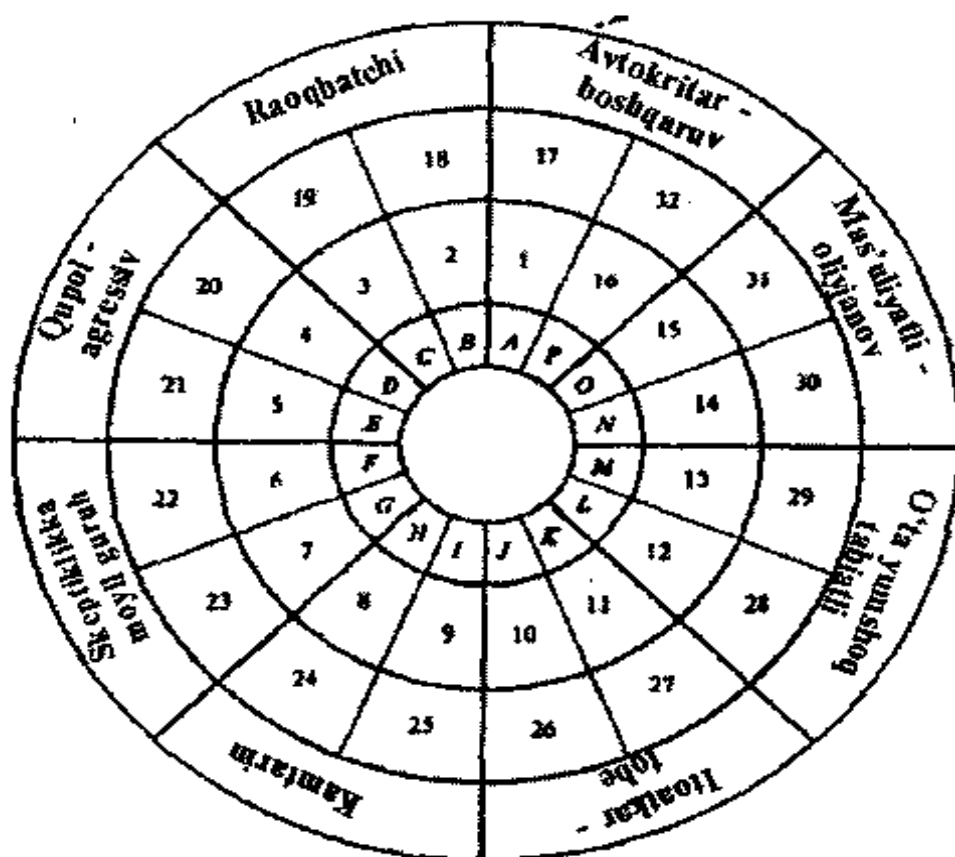 Avtokritar -
boshqaruv
Mas'uliyatli -
oliyjanov
O'ta yumshoq
tabiatli
Itoatkar -
tobe
Kamtarin
Skeptiklikka
moyil guruh
Qupol -
agressiv
Raoqbatchi
17
32
31
30
29
28
27
26
25
24
23
22
21
20
19
18
1
16
15
14
13
12
11
10
9
8
7
6
5
4
3
2
A
P
O
N
M
L
K
J
I
H
G
F
E
D
C
B